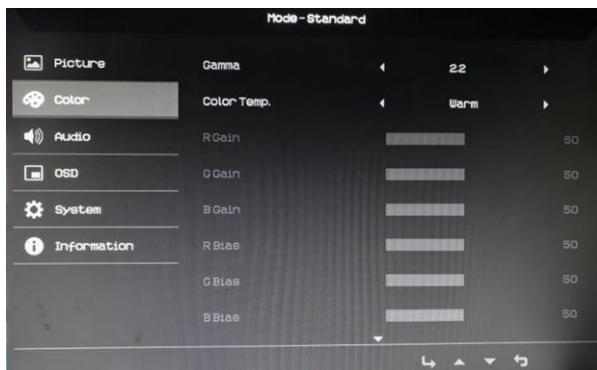 Mode-Standard
Picture
Color
Audio
OSD
System
Information
Gamma 2.2
Color Temp. Warm
R Gain 50
G Gain 50
B Gain 50
R Bias 50
G Bias 50
B Bias 50